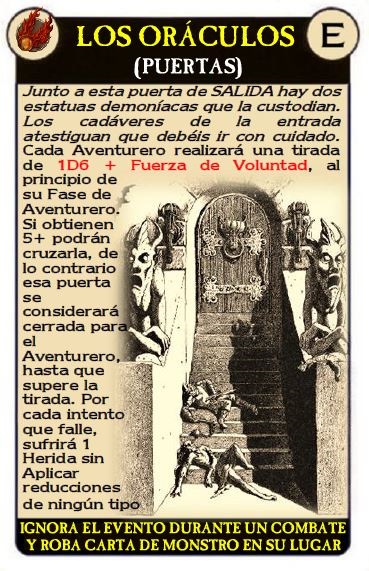 LOS ORÁCULOS
E
(PUERTAS)
Junto a esta puerta de SALIDA hay dos
estatuas demoníacas que la custodian.
Los cadáveres de la entrada
atestiguan que debéis ir con cuidado.
Cada Aventurero realizará una tirada
de 1D6 + Fuerza de Voluntad, al
principio de
su Fase de
Aventurero.
Si obtienen
5+ podrán
cruzarla, de
lo contrario
esa puerta
se
considerará
cerrada para
el
Aventurero,
hasta que
supere la
tirada. Por
cada intento
que falle,
sufrirá 1
Herida sin
Aplicar
reducciones
de ningún tipo
IGNORA EL EVENTO DURANTE UN COMBATE
Y ROBA CARTA DE MONSTRO EN SU LUGAR